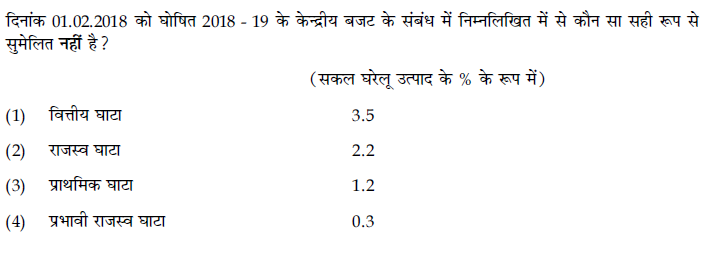 दिनांक 01.02.2018 को घोषित 2018 - 19 के केन्द्रीय बजट के संबंध में निम्नलिखित में से कौन सा सही रूप से
सुमेलित नहीं है ?
(सकल घरेलू उत्पाद के % के रूप में)
(1) वित्तीय घाटा 3.5
(2) राजस्व घाटा 2.2
(3) प्राथमिक घाटा 1.2
(4) प्रभावी राजस्व घाटा 0.3